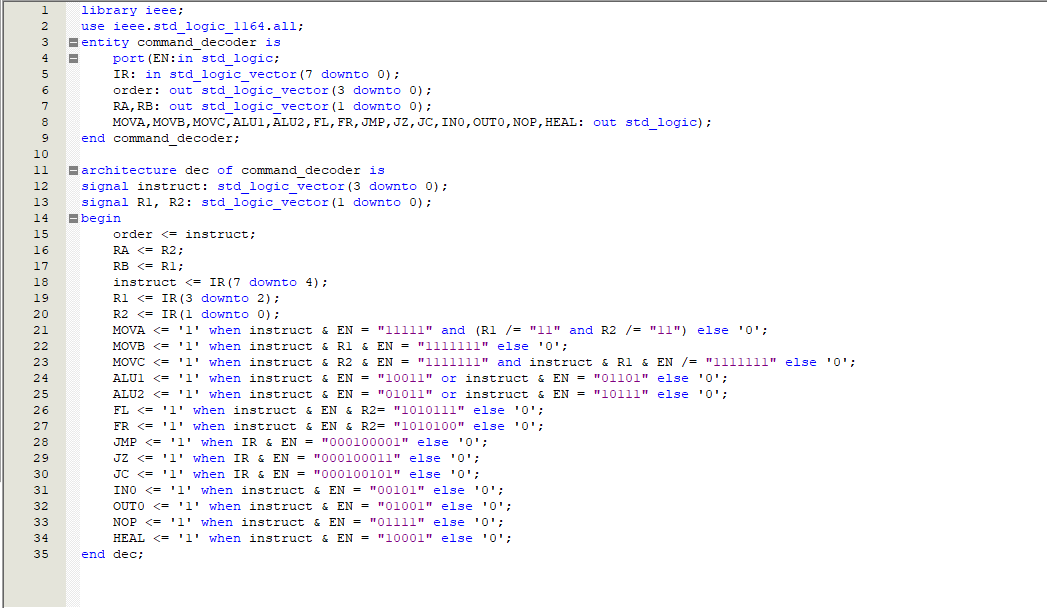 1 library ieee;
2 use ieee.std_logic_1164.all;
3 entity command_decoder is
4 port(EN:in std_logic;
5 IR: in std_logic_vector(7 downto 0);
6 order: out std_logic_vector(3 downto 0);
7 RA,RB: out std_logic_vector(1 downto 0);
8 MOVA,MOVB,MOVC,ALU1,ALU2,FL,FR,JMP,JZ,JC,IN0,OUT0,NOP,HEAL: out std_logic);
9 end command_decoder;
10
11 architecture dec of command_decoder is
12 signal instruct: std_logic_vector(3 downto 0);
13 signal R1, R2: std_logic_vector(1 downto 0);
14 begin
15 order <= instruct;
16 RA <= R2;
17 RB <= R1;
18 instruct <= IR(7 downto 4);
19 R1 <= IR(3 downto 2);
20 R2 <= IR(1 downto 0);
21 MOVA <= '1' when instruct & EN = "11111" and (R1 /= "11" and R2 /= "11") else '0';
22 MOVB <= '1' when instruct & R1 & EN = "1111111" else '0';
23 MOVC <= '1' when instruct & R2 & EN = "1111111" and instruct & R1 & EN /= "1111111" else '0';
24 ALU1 <= '1' when instruct & EN = "10011" or instruct & EN = "01101" else '0';
25 ALU2 <= '1' when instruct & EN = "01011" or instruct & EN = "10111" else '0';
26 FL <= '1' when instruct & EN & R2= "1010111" else '0';
27 FR <= '1' when instruct & EN & R2= "1010100" else '0';
28 JMP <= '1' when IR & EN = "000100001" else '0';
29 JZ <= '1' when IR & EN = "000100011" else '0';
30 JC <= '1' when IR & EN = "000100101" else '0';
31 IN0 <= '1' when instruct & EN = "00101" else '0';
32 OUT0 <= '1' when instruct & EN = "01001" else '0';
33 NOP <= '1' when instruct & EN = "01111" else '0';
34 HEAL <= '1' when instruct & EN = "10001" else '0';
35 end dec;